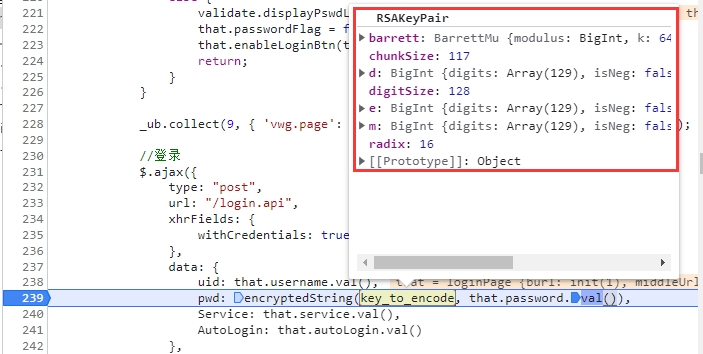 221 validate.displayPswdL
222 that.passwordFlag = f
223 that.enableLoginBtn(t
224 return;
225 }
226 }
227
228 _ub.collect(9, { 'vwg.page': );
229
230 //登录
231 $.ajax({
232 type: "post",
233 url: "/login.api",
234 xhrFields: {
235 withCredentials: true
236 },
237 data: {
238 uid: that.username.val(), that = loginPage {burl: init(1), middleUrl
239 pwd: encryptedString(key_to_encode, that.password.val()),
240 Service: that.service.val(),
241 AutoLogin: that.autoLogin.val()
242 },
RSAKeyPair
barrett: BarrettMu {modulus: BigInt, k: 64
chunkSize: 117
d: BigInt {digits: Array(129), isNeg: fals
digitSize: 128
e: BigInt {digits: Array(129), isNeg: fals
m: BigInt {digits: Array(129), isNeg: fals
radix: 16
[[Prototype]]: Object